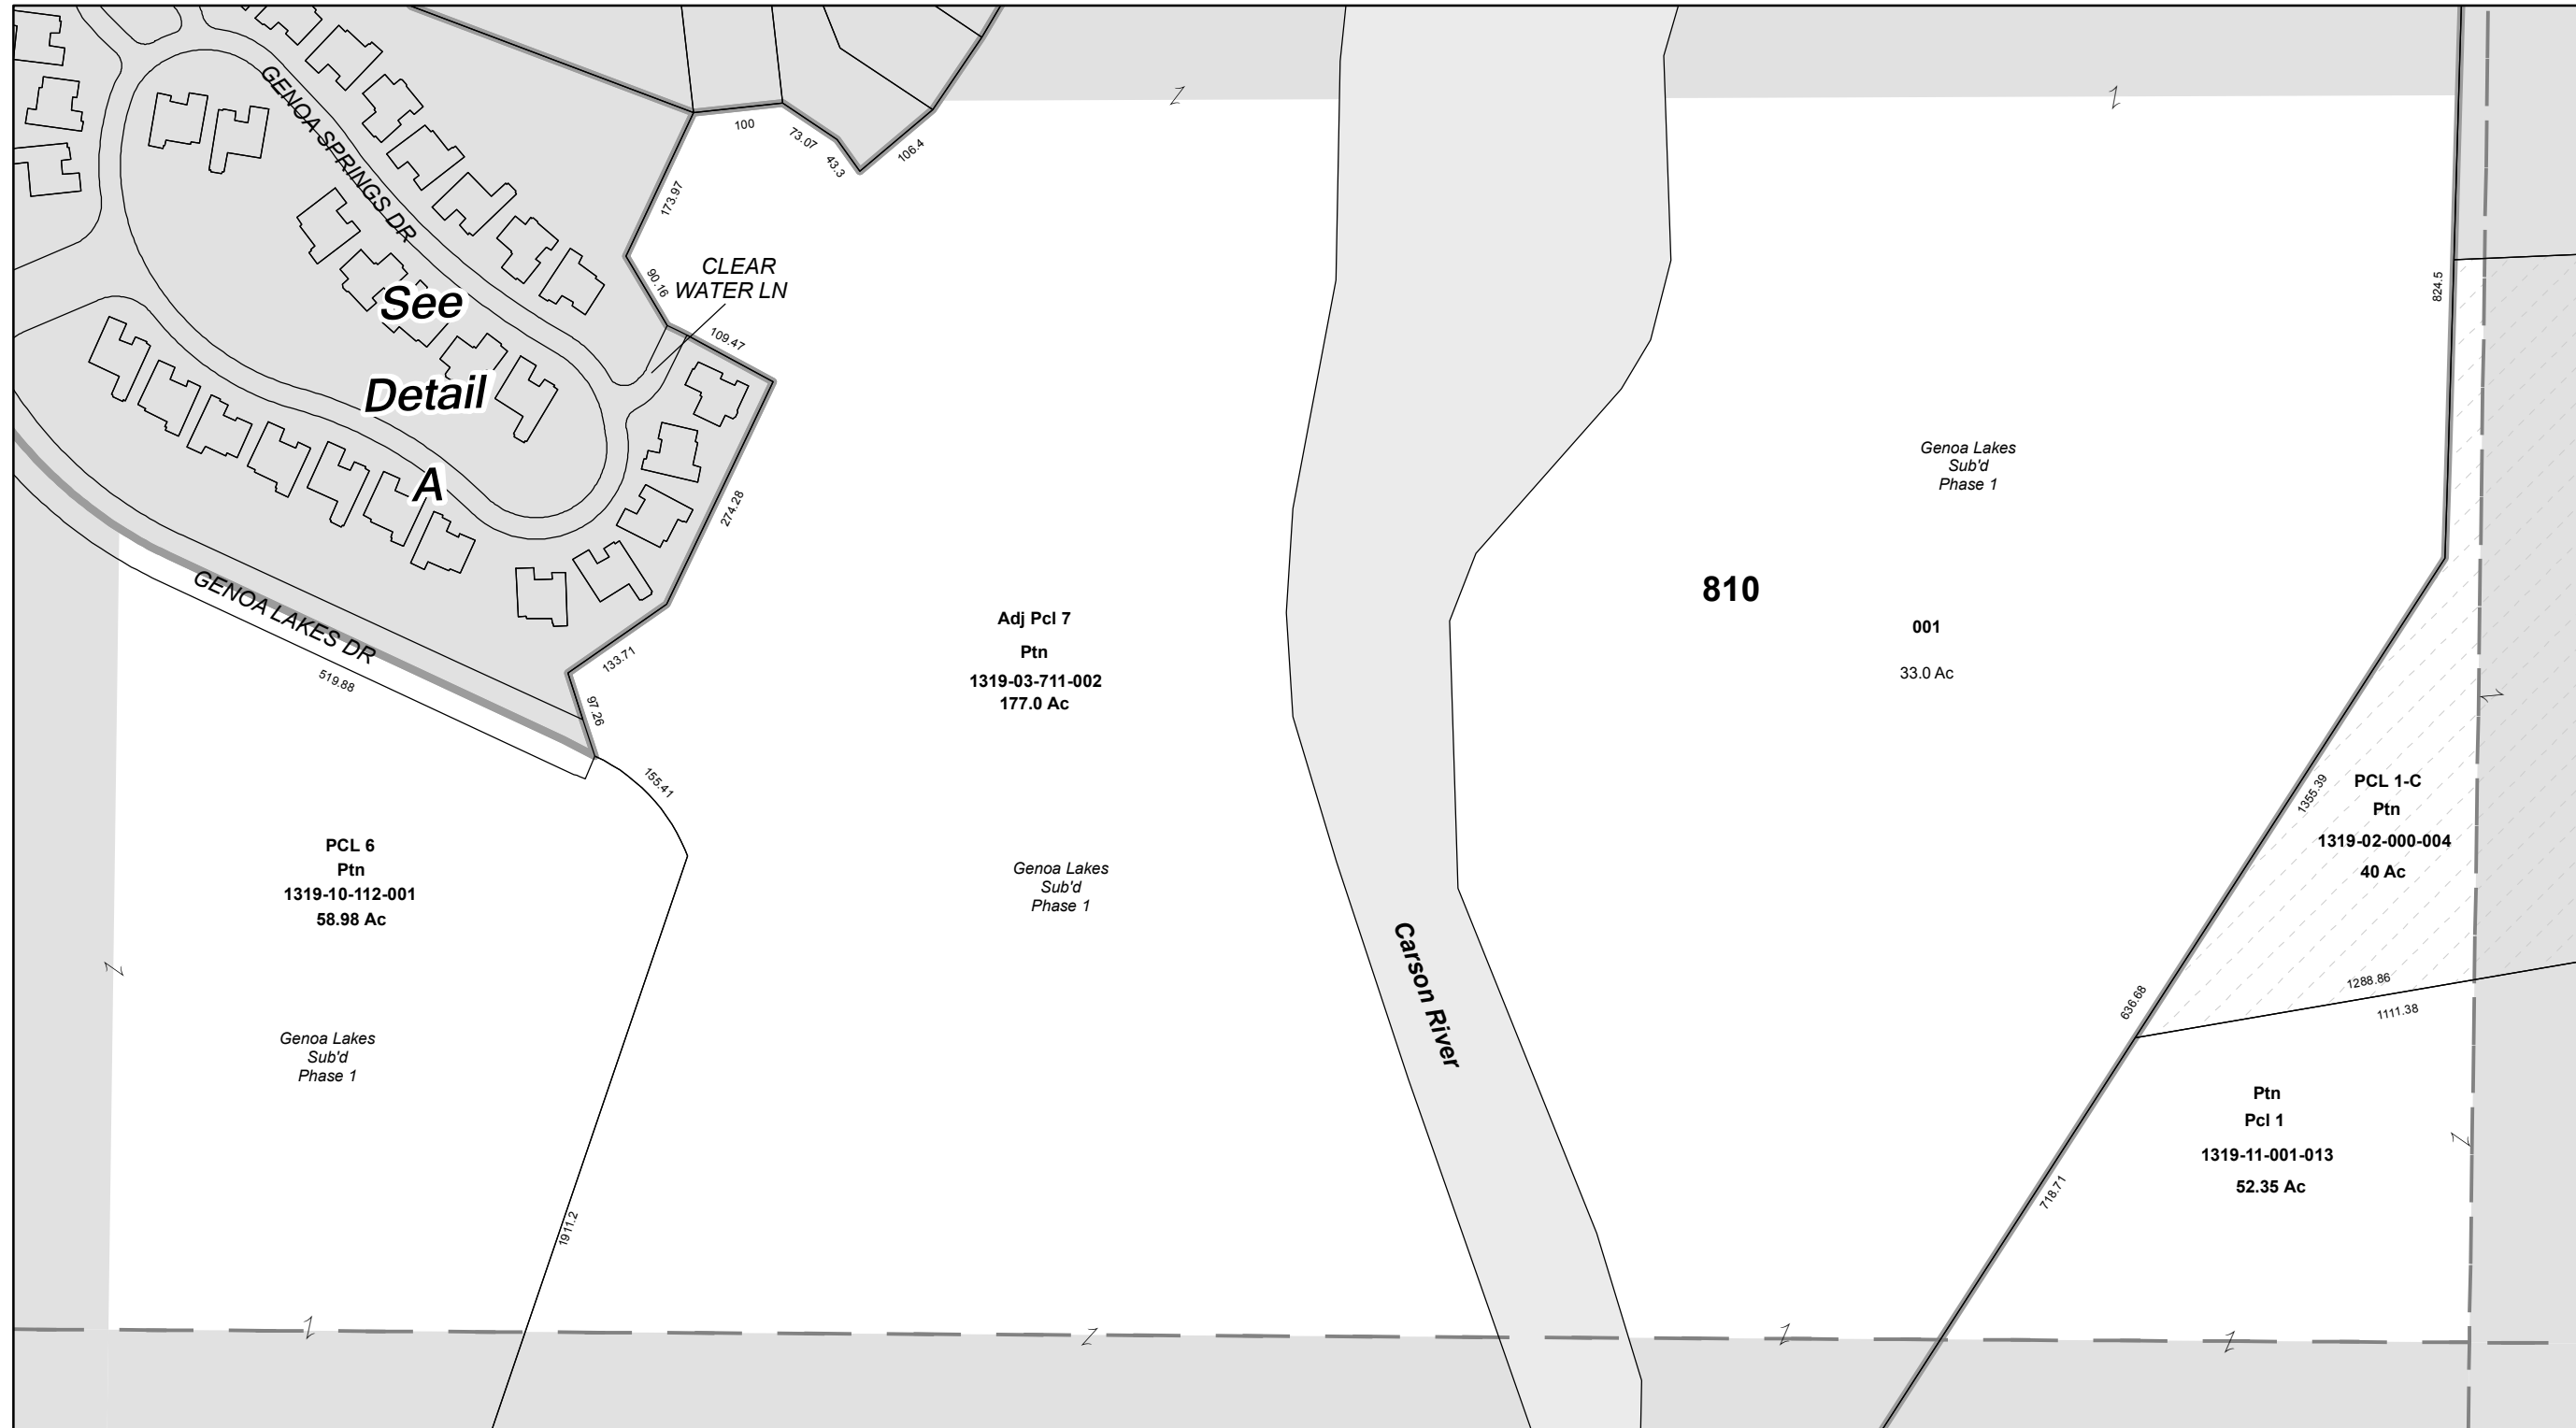 GENOA SPRINGS DR
100
73.07
43.3
106.4
173.97
90.16
CLEAR
WATER LN
109.47
See
Detail
A
274.28
824.5
Genoa Lakes
Sub'd
Phase 1
810
001
33.0 Ac
GENOA LAKES DR
519.88
133.71
97.26
155.41
Adj Pcl 7
Ptn
1319-03-711-002
177.0 Ac
Genoa Lakes
Sub'd
Phase 1
PCL 6
Ptn
1319-10-112-001
58.98 Ac
Genoa Lakes
Sub'd
Phase 1
1911.2
Carson River
1355.39
PCL 1-C
Ptn
1319-02-000-004
40 Ac
636.68
1288.86
1111.38
Ptn
Pcl 1
1319-11-001-013
52.35 Ac
718.71